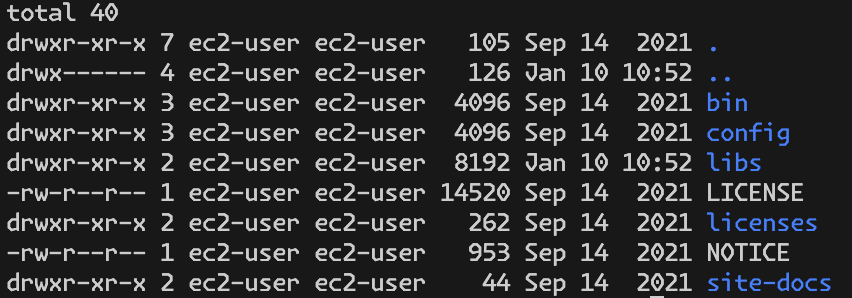 total 40
drwxr-xr-x 7 ec2-user ec2-user   105 Sep 14  2021 .
drwx------ 4 ec2-user ec2-user   126 Jan 10 10:52 ..
drwxr-xr-x 3 ec2-user ec2-user  4096 Sep 14  2021 bin
drwxr-xr-x 3 ec2-user ec2-user  4096 Sep 14  2021 config
drwxr-xr-x 2 ec2-user ec2-user  8192 Jan 10 10:52 libs
-rw-r--r-- 1 ec2-user ec2-user 14520 Sep 14  2021 LICENSE
drwxr-xr-x 2 ec2-user ec2-user   262 Sep 14  2021 licenses
-rw-r--r-- 1 ec2-user ec2-user   953 Sep 14  2021 NOTICE
drwxr-xr-x 2 ec2-user ec2-user    44 Sep 14  2021 site-docs